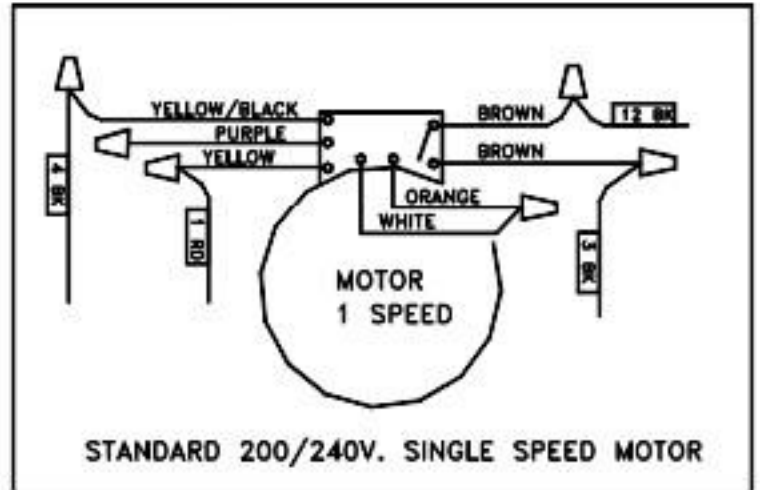 YELLOW/BLACK
BROWN
12 BK
PURPLE
YELLOW
BROWN
4 BK
1 RD
ORANGE
WHITE
3 BK
MOTOR
1 SPEED
STANDARD 200/240V. SINGLE SPEED MOTOR